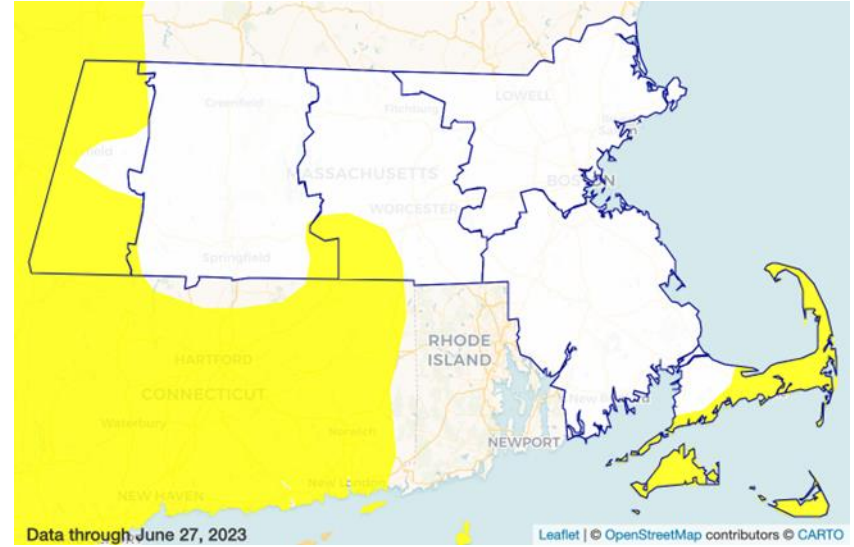 Greenfield
Fitchburg
LOWELL
Salem
MASSACHUSETTS
BOSTON
WORCESTER
Springfield
RHODE
ISLAND
HARTFORD
CONNECTICUT
Waterbury
Norwich
NEWPORT
New London
NEW HAVEN
Data through June 27, 2023
Leaflet | © OpenStreetMap contributors © CARTO